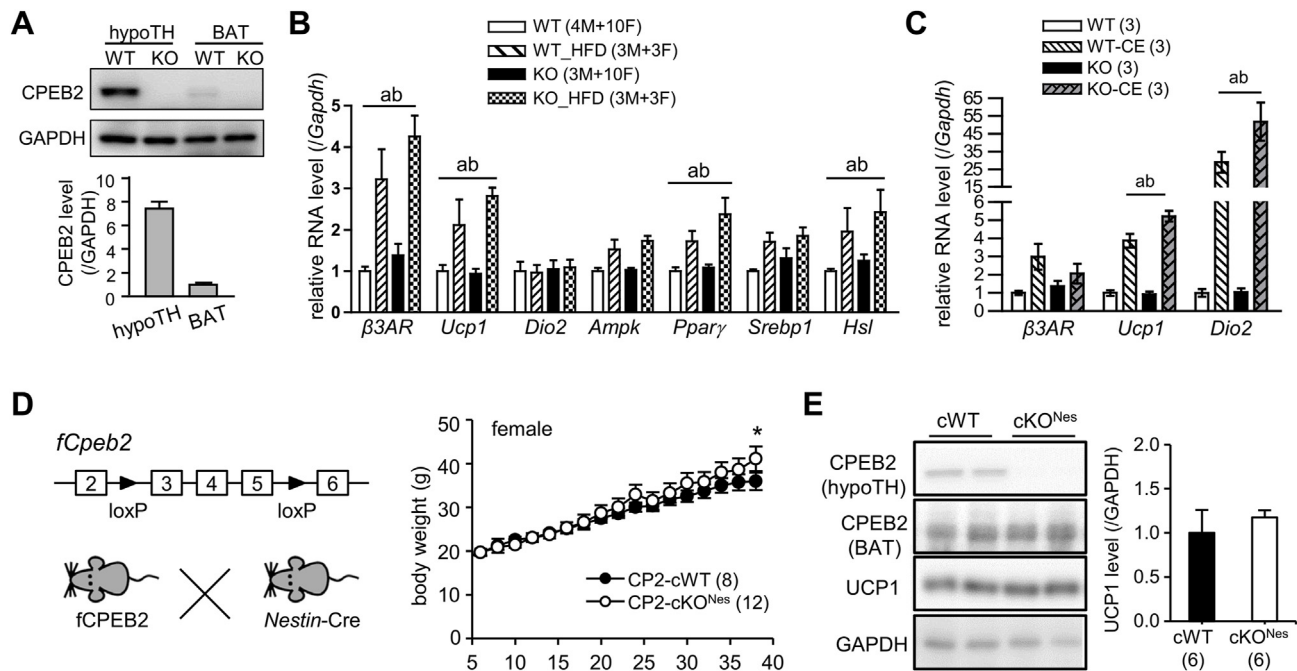 A
hypoTH BAT
WT KO WT KO
CPEB2
GAPDH
CPEB2 level
(/GAPDH)
8
6
4
2
0
hypoTH
BAT
B
WT (4M+10F)
WT_HFD (3M+3F)
KO (3M+10F)
KO_HFD (3M+3F)
relative RNA level (/Gapdh)
5
4
3
2
1
0
ab
ab
ab
ab
β3AR Ucp1 Dio2 Ampk Pparγ Srebp1 Hsl
C
WT (3)
WT-CE (3)
KO (3)
KO-CE (3)
relative RNA level (/Gapdh)
65
55
45
35
25
15
6
5
4
3
2
1
0
ab
ab
β3AR Ucp1 Dio2
D
fCpeb2
2 3 4 5 6
loxP loxP
fCPEB2 Nestin-Cre
body weight (g)
50
40
30
20
10
0
female
*
CP2-cWT (8)
CP2-cKONes (12)
5 10 15 20 25 30 35 40
E
cWT cKONes
CPEB2
(hypoTH)
CPEB2
(BAT)
UCP1
GAPDH
UCP1 level (/GAPDH)
2.0
1.5
1.0
0.5
0.0
cWT cKONes
(6) (6)